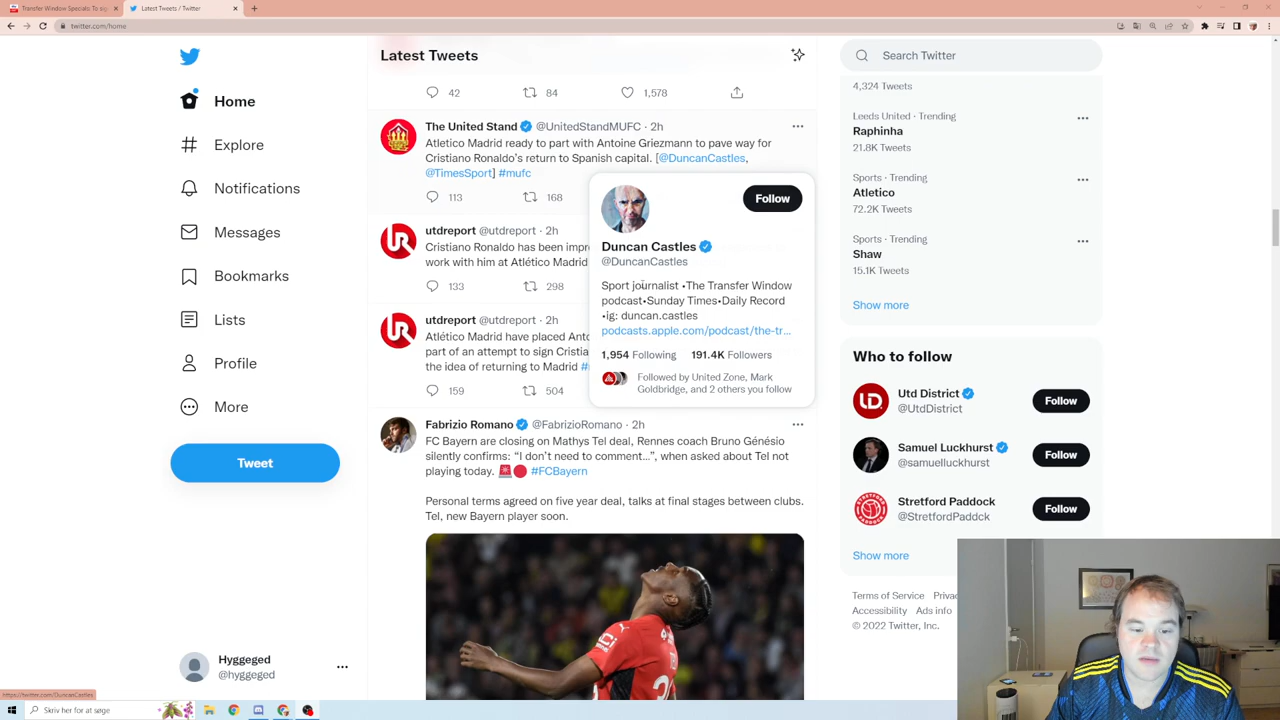 Transfer Window Specials: To sig
Latest Tweets / Twitter
twitter.com/home
Home
Explore
Notifications
Messages
Bookmarks
Lists
Profile
More
Tweet
Hyggeged
@hyggeged
https://twitter.com/DuncanCastles
Skriv her for at søge
Latest Tweets
42 84 1,578
The United Stand @UnitedStandMUFC · 2h
Atletico Madrid ready to part with Antoine Griezmann to pave way for
Cristiano Ronaldo's return to Spanish capital. [@DuncanCastles,
@TimesSport] #mufc
113 168
utdreport @utdreport · 2h
Cristiano Ronaldo has been impre
work with him at Atlético Madrid
133 298
utdreport @utdreport · 2h
Atlético Madrid have placed Anto
part of an attempt to sign Cristia
the idea of returning to Madrid
159 504
Follow
Duncan Castles
@DuncanCastles
Sport journalist •The Transfer Window
podcast•Sunday Times•Daily Record
•ig: duncan.castles
podcasts.apple.com/podcast/the-tr...
1,954 Following 191.4K Followers
Followed by United Zone, Mark
Goldbridge, and 2 others you follow
Fabrizio Romano @FabrizioRomano · 2h
FC Bayern are closing on Mathys Tel deal, Rennes coach Bruno Génésio
silently confirms: “I don't need to comment...”, when asked about Tel not
playing today. #FCBayern
Personal terms agreed on five year deal, talks at final stages between clubs.
Tel, new Bayern player soon.
Search Twitter
4,324 Tweets
Leeds United · Trending
Raphinha
21.8K Tweets
Sports · Trending
Atletico
72.2K Tweets
Sports · Trending
Shaw
15.1K Tweets
Show more
Who to follow
Utd District
@UtdDistrict
Follow
Samuel Luckhurst
@samuelluckhurst
Follow
Stretford Paddock
@StretfordPaddck
Follow
Show more
Terms of Service Privac
Accessibility Ads info
© 2022 Twitter, Inc.